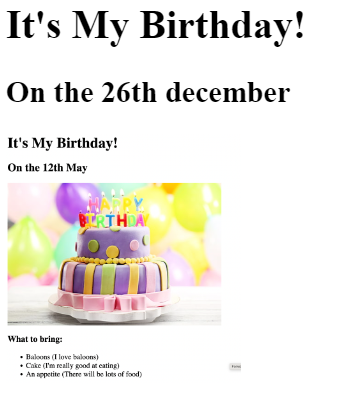 It's My Birthday!
On the 26th december
It's My Birthday!
On the 12th May
HAPPY
BIRTHDAY
What to bring:
• Baloons (I love baloons)
• Cake (I'm really good at eating)
• An appetite (There will be lots of food)